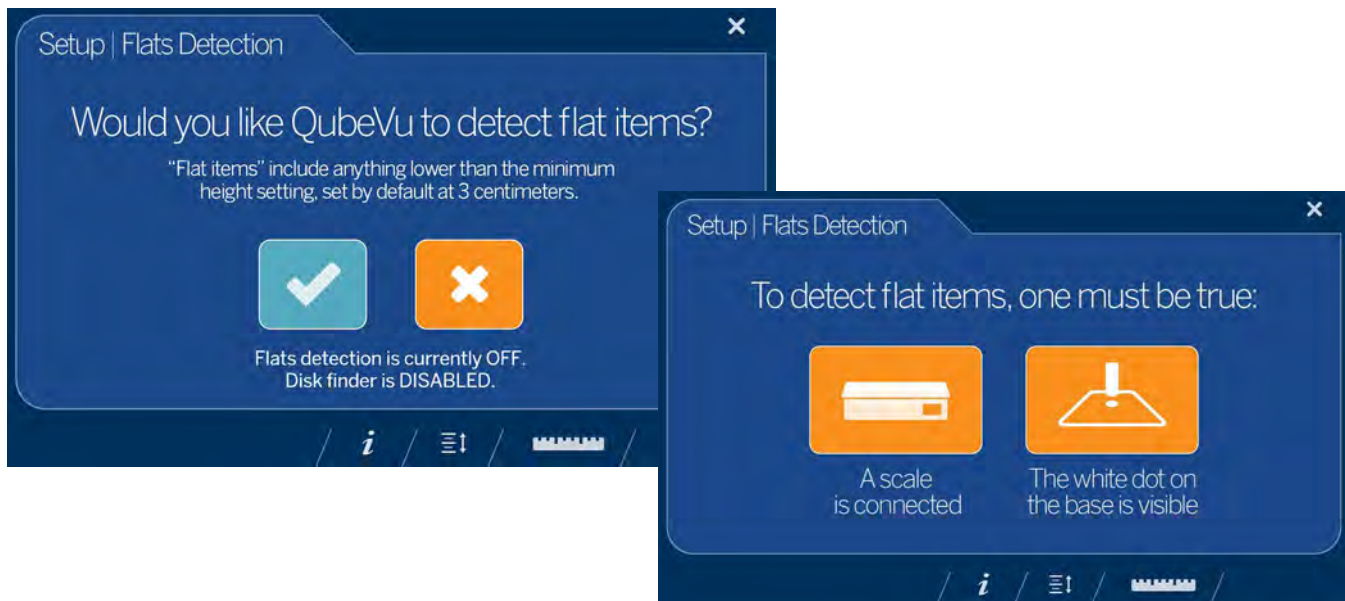 Setup | Flats Detection
Would you like QubeVu to detect flat items?
“Flat items” include anything lower than the minimum
height setting, set by default at 3 centimeters.
Flats detection is currently OFF.
Disk finder is DISABLED.
i
Setup | Flats Detection
To detect flat items, one must be true:
A scale
is connected
The white dot on
the base is visible
i